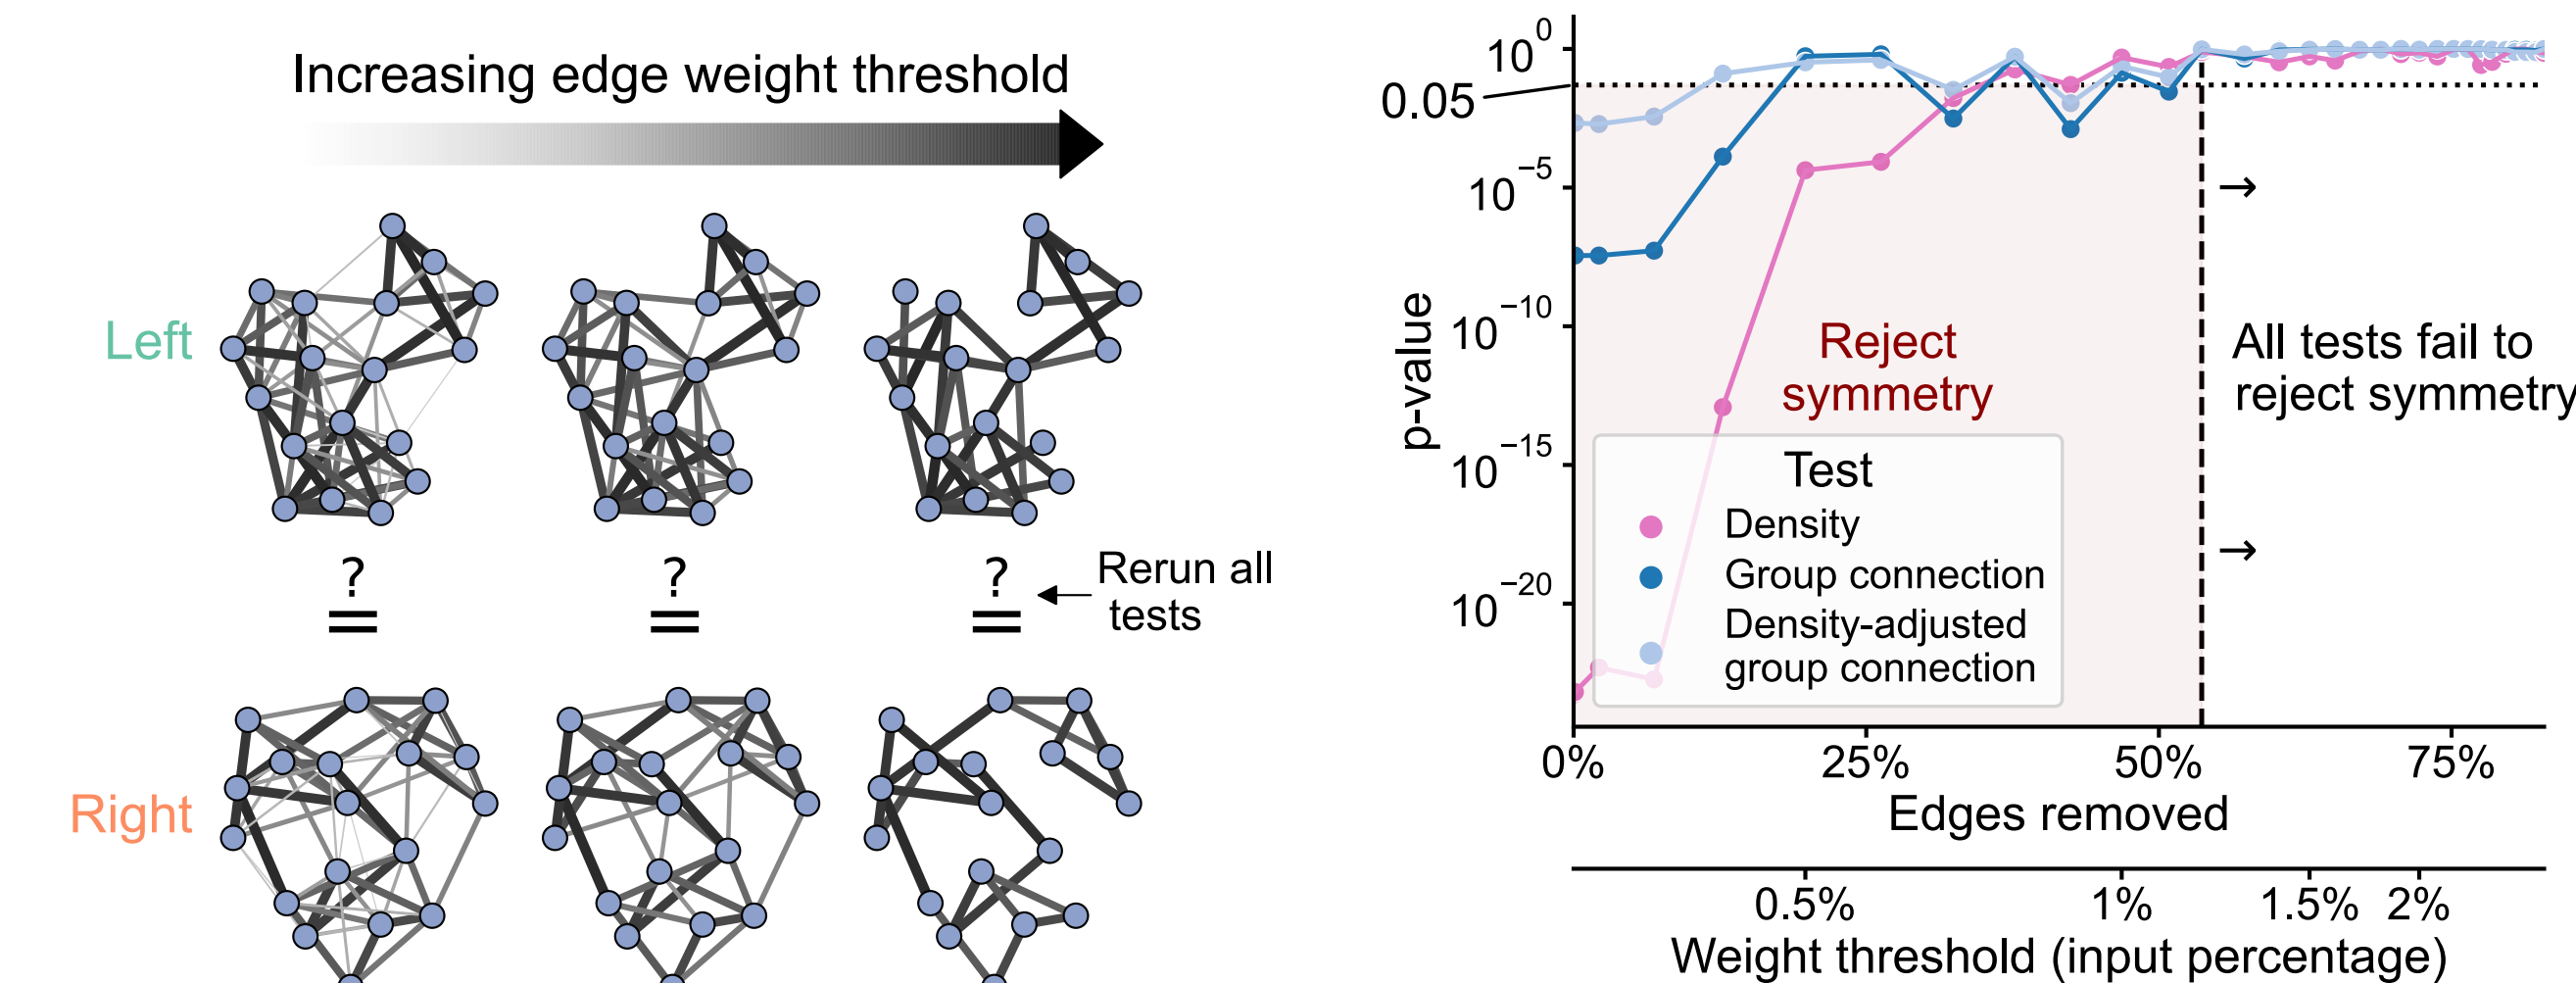 Increasing edge weight threshold
Left
?
=
?
=
?
=
Rerun all
tests
Right
10^0
0.05
10^−5
10^−10
10^−15
10^−20
p-value
Reject
symmetry
→
All tests fail to
reject symmetry
→
Test
Density
Group connection
Density-adjusted
group connection
0%
25%
50%
75%
Edges removed
0.5%
1%
1.5%
2%
Weight threshold (input percentage)